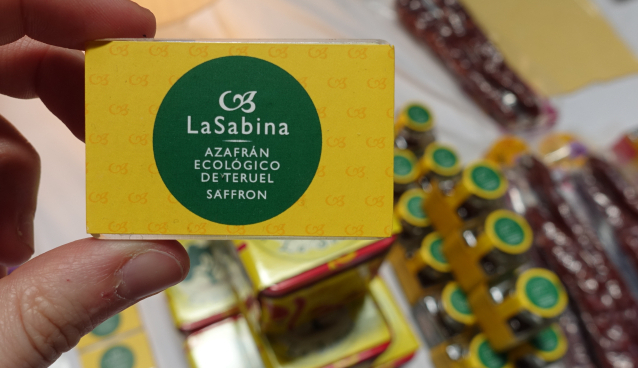 LaSabina
AZAFRÁN
ECOLÓGICO
DE TERUEL
SAFFRON